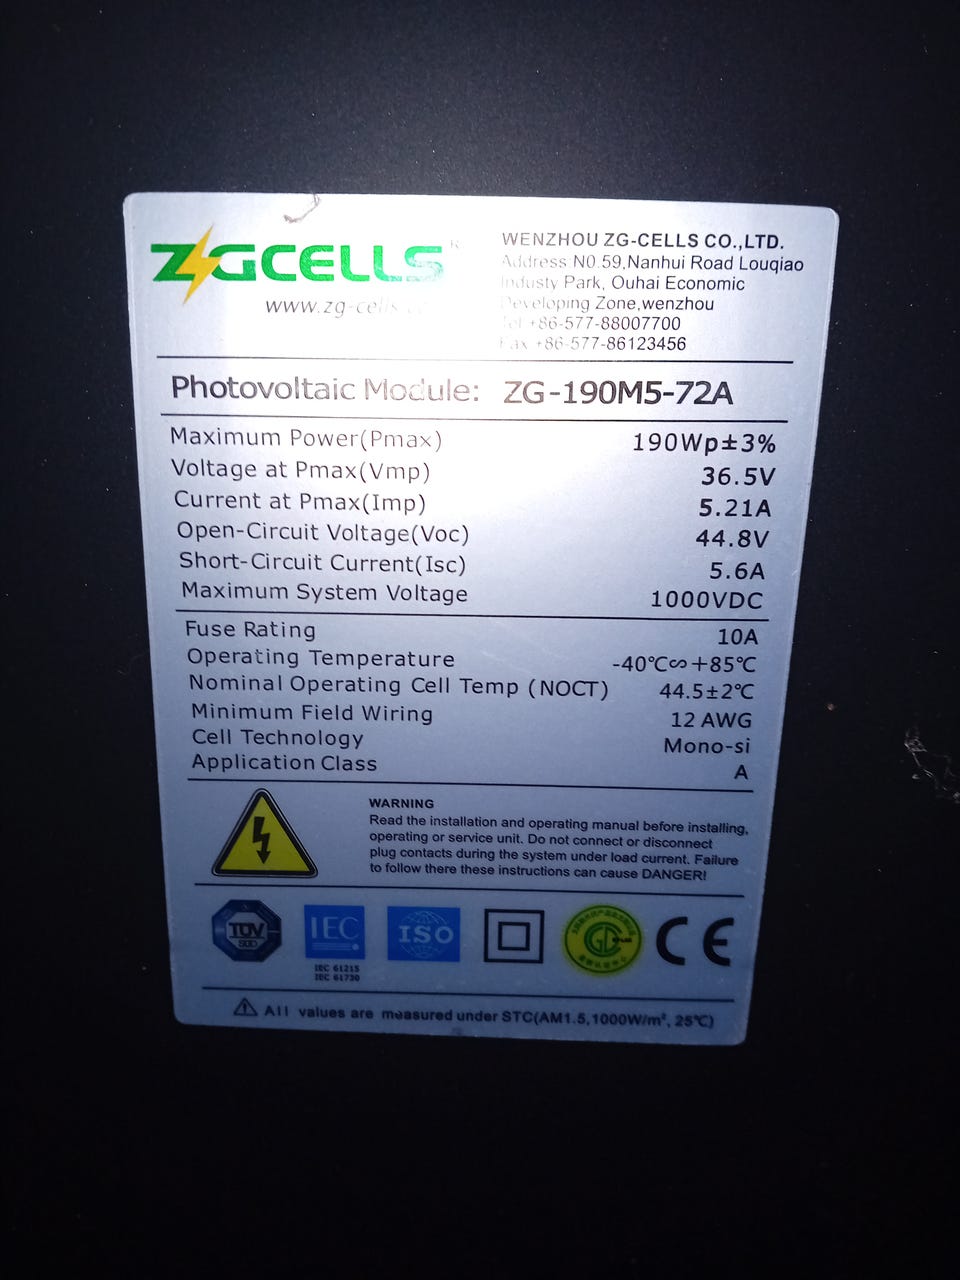 ZGCELLS®
www.zg-cells.
WENZHOU ZG-CELLS CO.,LTD.
Address N0.59,Nanhui Road Louqiao
Industy Park, Ouhai Economic
Developing Zone,wenzhou
Tel +86-577-88007700
Fax +86-577-86123456
Photovoltaic Module: ZG-190M5-72A
Maximum Power(Pmax) 190Wp±3%
Voltage at Pmax(Vmp) 36.5V
Current at Pmax(Imp) 5.21A
Open-Circuit Voltage(Voc) 44.8V
Short-Circuit Current(Isc) 5.6A
Maximum System Voltage 1000VDC
Fuse Rating 10A
Operating Temperature -40℃∽+85℃
Nominal Operating Cell Temp (NOCT) 44.5±2℃
Minimum Field Wiring 12 AWG
Cell Technology Mono-si
Application Class A
WARNING
Read the installation and operating manual before installing,
operating or service unit. Do not connect or disconnect
plug contacts during the system under load current. Failure
to follow there these instructions can cause DANGER!
TÜV
SÜD
IEC
IEC 61215
IEC 61730
ISO
CE
All values are measured under STC(AM1.5,1000W/m², 25℃)